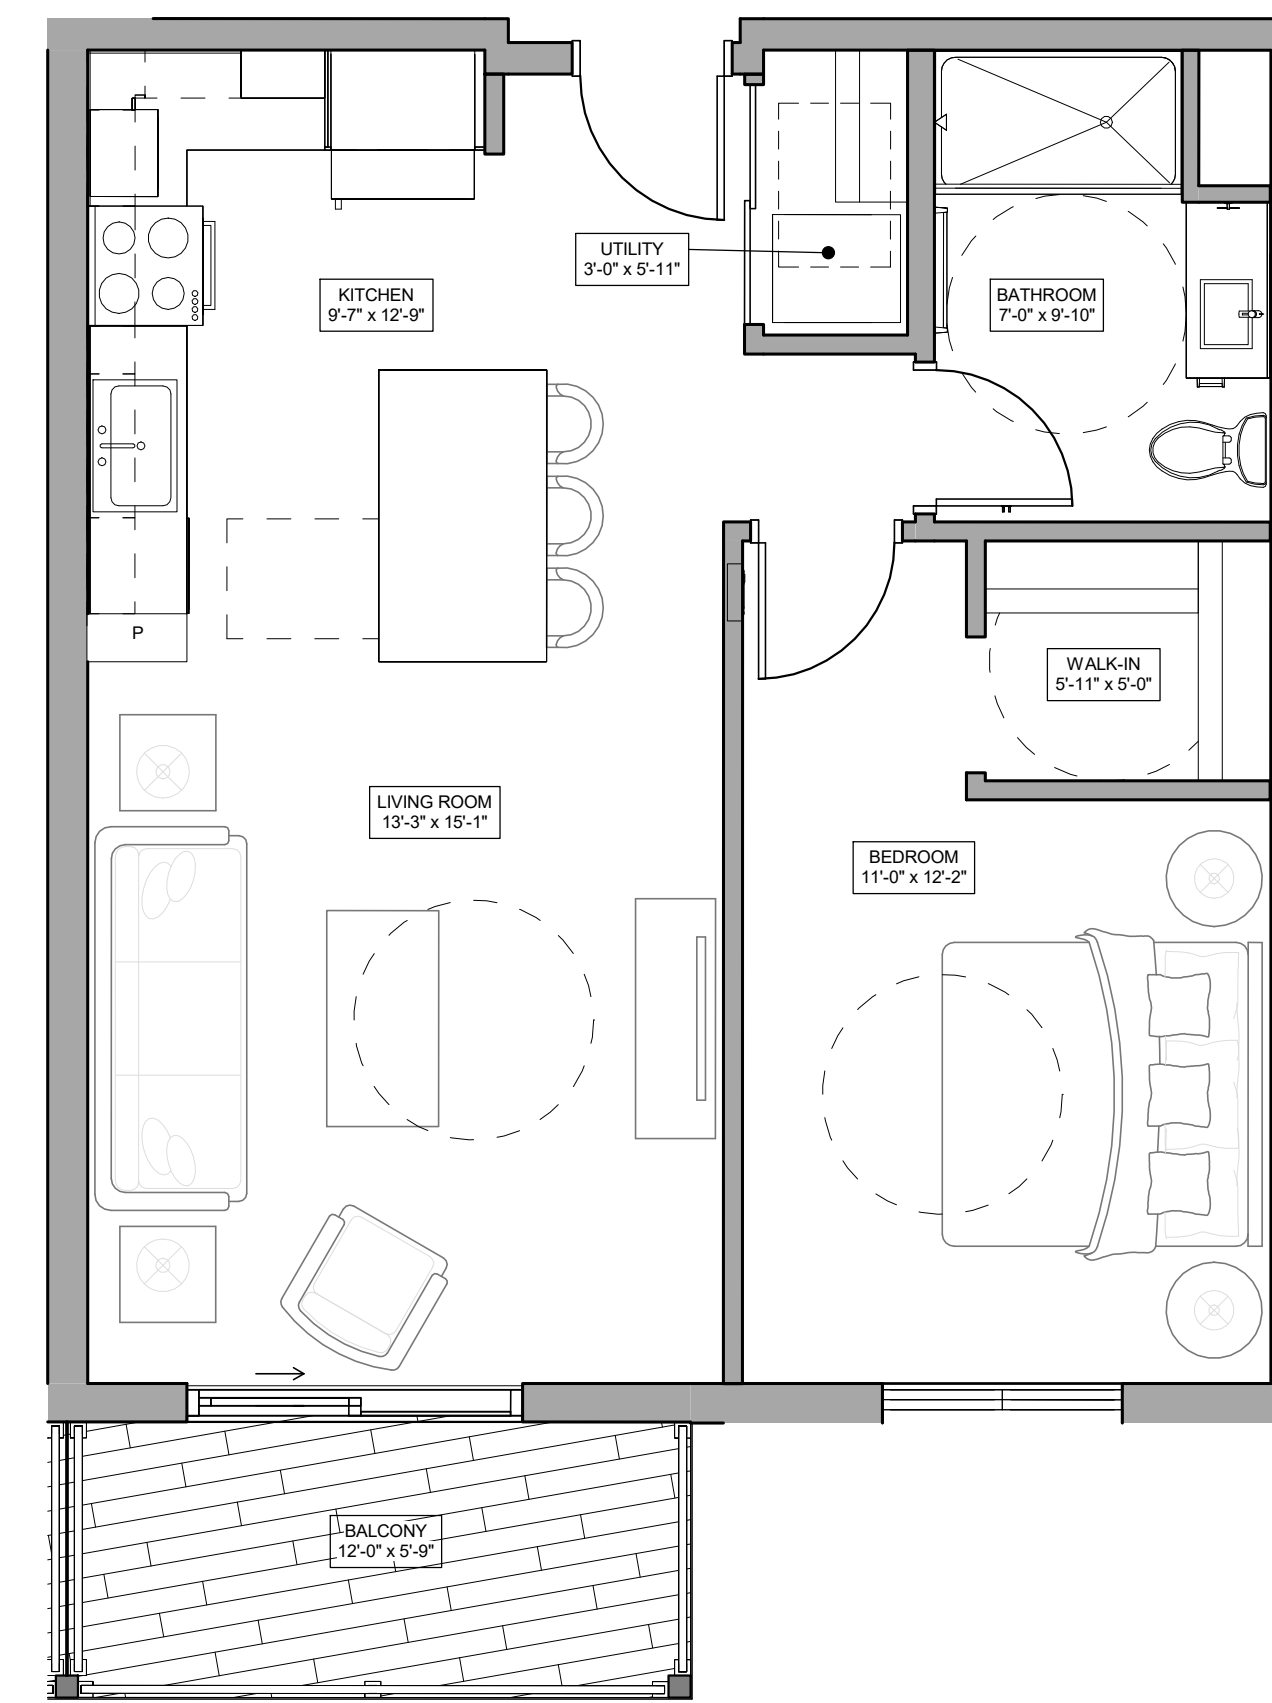 UTILITY
3'-0" x 5'-11"
KITCHEN
9'-7" x 12'-9"
BATHROOM
7'-0" x 9'-10"
P
WALK-IN
5'-11" x 5'-0"
LIVING ROOM
13'-3" x 15'-1"
BEDROOM
11'-0" x 12'-2"
BALCONY
12'-0" x 5'-9"